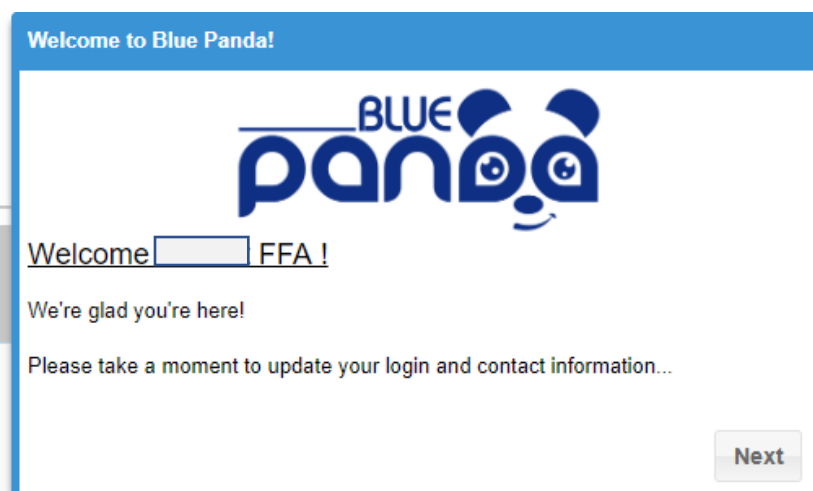 Welcome to Blue Panda!
BLUE
panda
Welcome FFA !
We're glad you're here!
Please take a moment to update your login and contact information...
Next